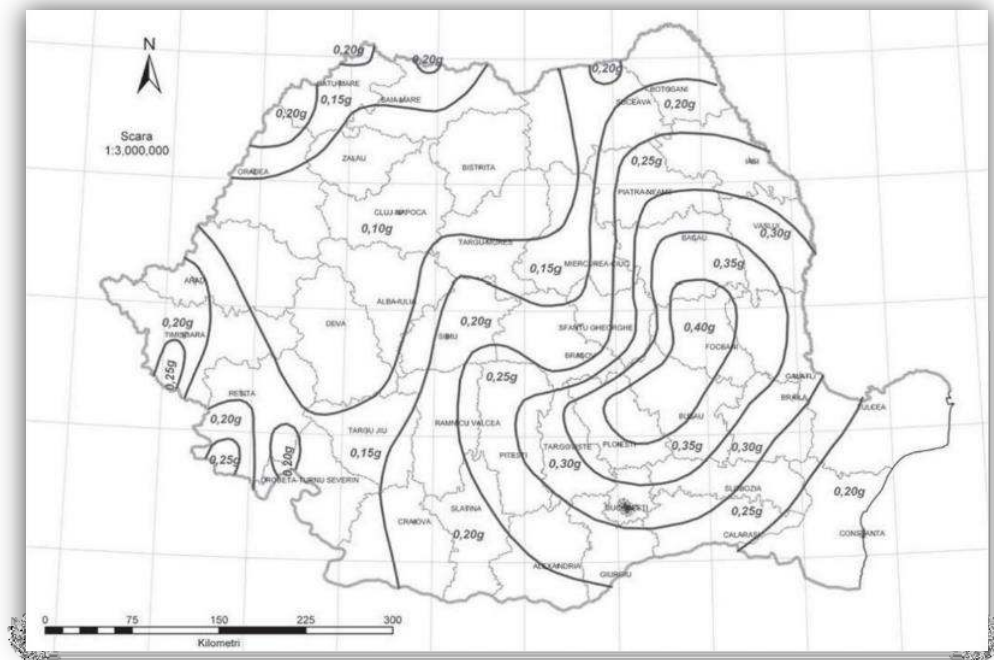 N
Scara
1:3,000,000
0,20g
0,20g
0,20g
SATU-MARE
0,15g
BAIA-MARE
0,20g
SUCEAVA
BOTOSANI
0,20g
ORADEA
ZALAU
BISTRITA
0,25g
IASI
PIATRA-NEAMT
CLUJ-NAPOCA
0,10g
TARGU-MURES
BACAU
VASLUI
0,30g
0,15g
MIERCUREA-CIUC
0,35g
ARAD
ALBA-IULIA
DEVA
0,20g
TIMISOARA
0,20g
SIBIU
SFANTU GHEORGHE
0,40g
FOCSANI
BRASOV
0,25g
0,25g
GALATI
BRAILA
TULCEA
RESITA
0,20g
TARGU JIU
0,15g
RAMNICU VALCEA
BUZAU
0,25g
0,20g
PITESTI
TARGOVISTE
0,30g
PLOIESTI
0,35g
0,30g
DROBETA-TURNU SEVERIN
SLOBOZIA
0,20g
CRAIOVA
SLATINA
0,20g
BUCURESTI
0,25g
CALARASI
CONSTANTA
ALEXANDRIA
GIURGIU
0 75 150 225 300
Kilometri